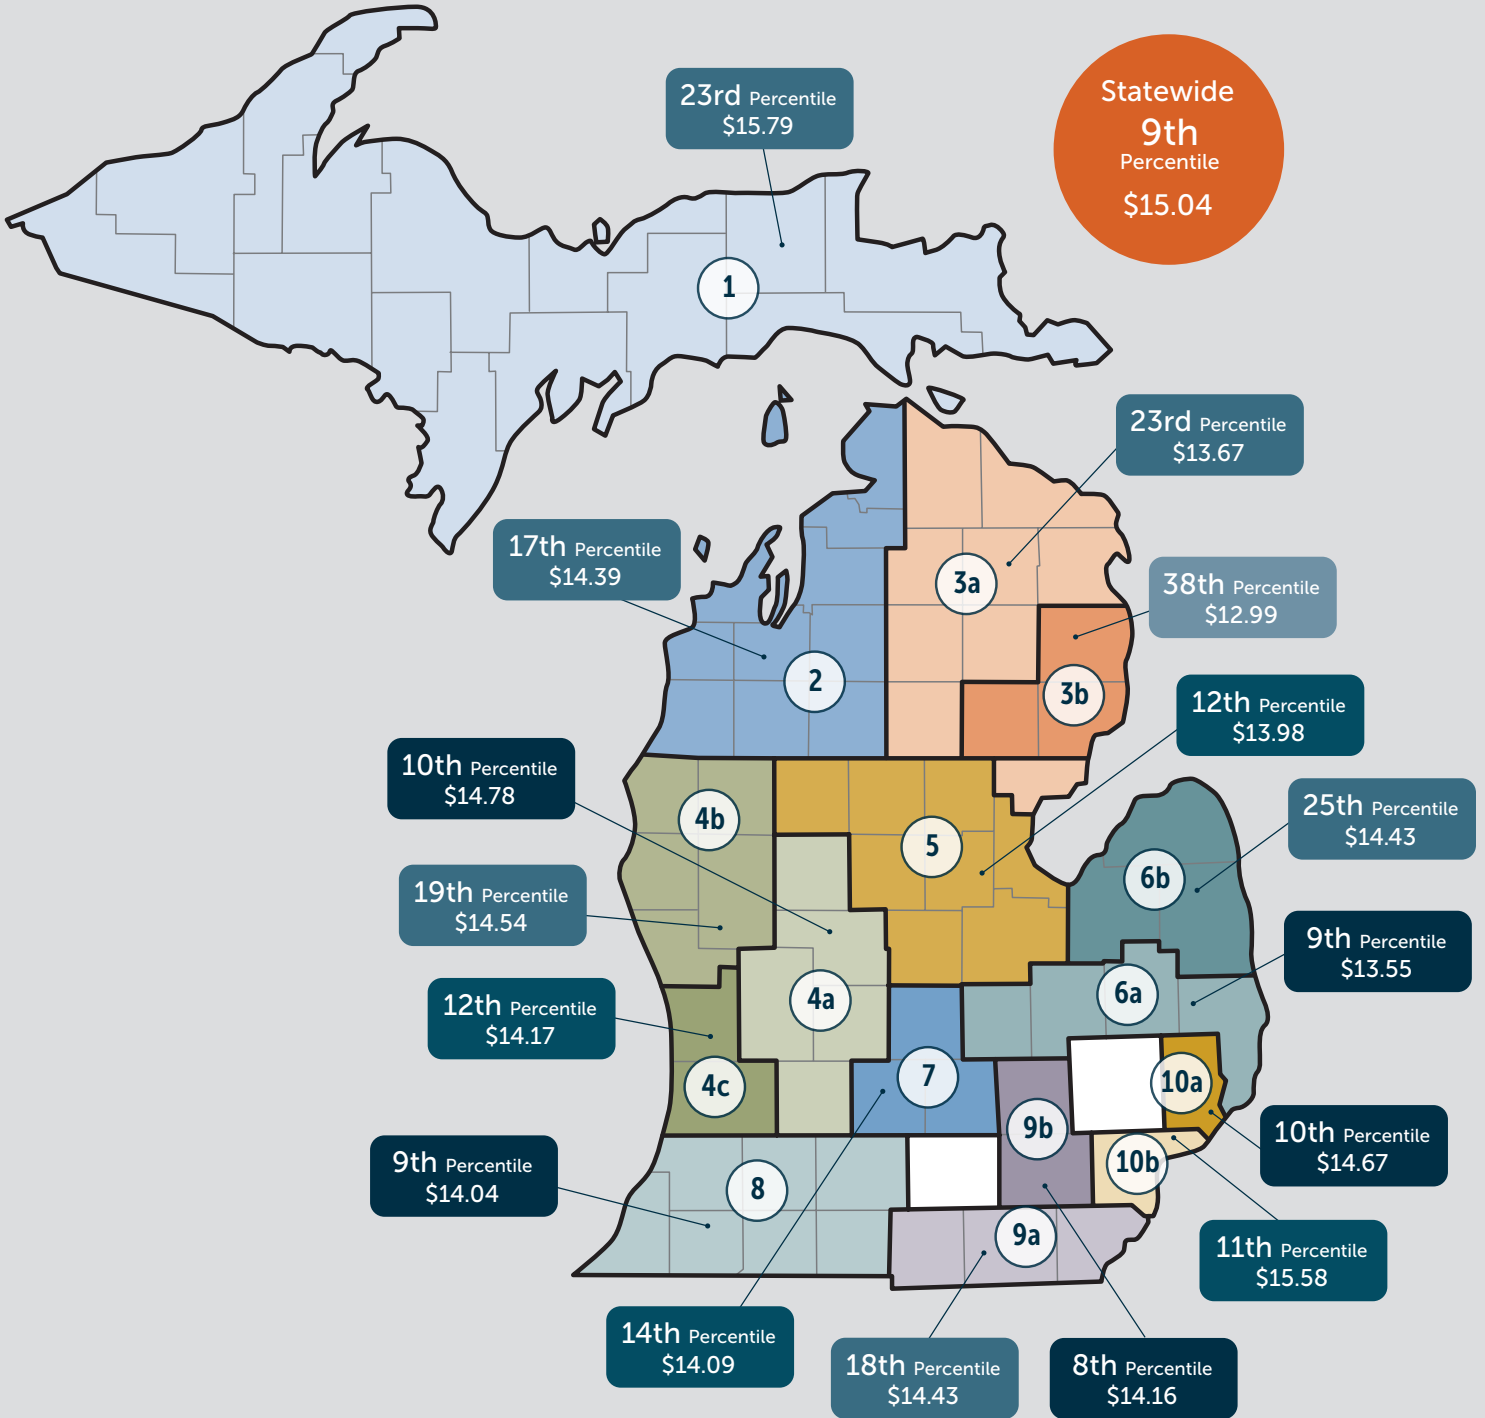 Statewide
9th
Percentile
$15.04
23rd Percentile
$15.79
1
23rd Percentile
$13.67
17th Percentile
$14.39
3a
38th Percentile
$12.99
2
3b
12th Percentile
$13.98
10th Percentile
$14.78
4b
5
25th Percentile
$14.43
6b
19th Percentile
$14.54
9th Percentile
$13.55
4a
6a
12th Percentile
$14.17
4c
7
10a
9b
10th Percentile
$14.67
9th Percentile
$14.04
8
10b
9a
11th Percentile
$15.58
14th Percentile
$14.09
18th Percentile
$14.43
8th Percentile
$14.16